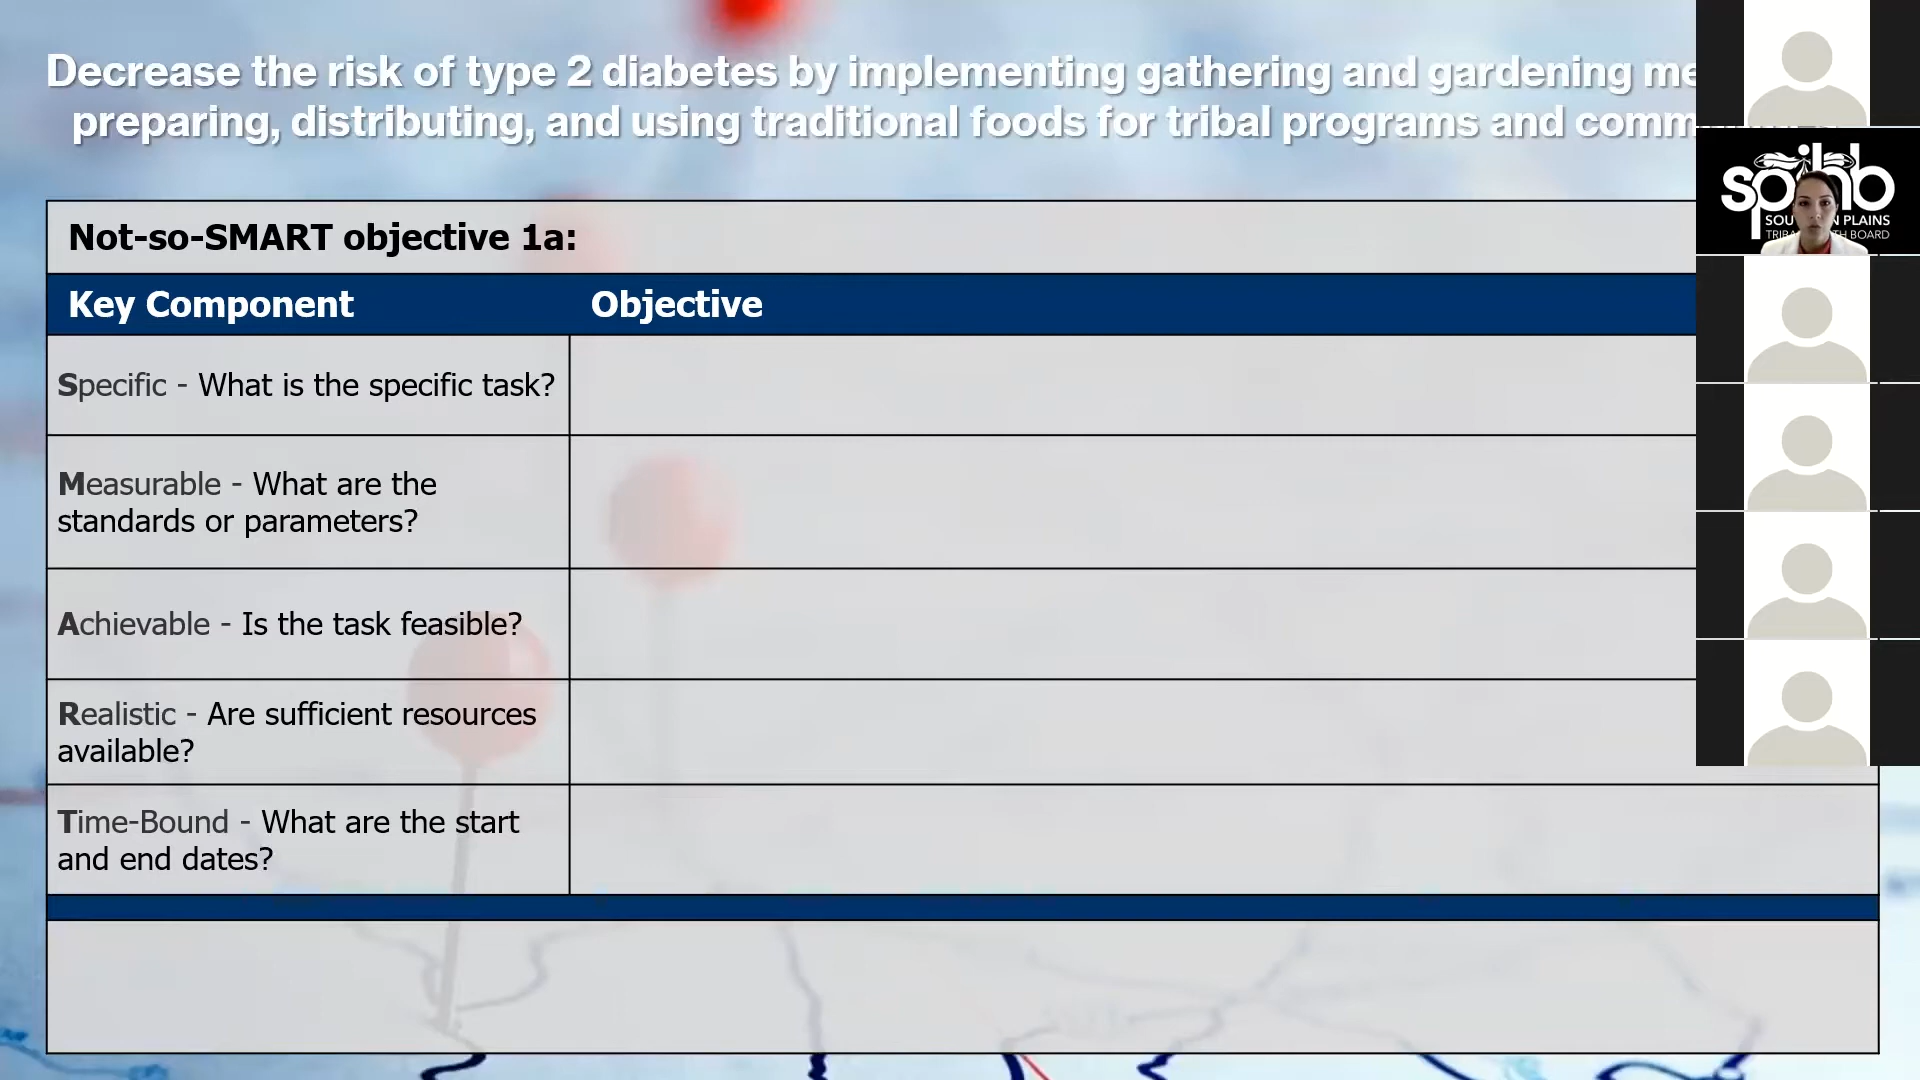 Decrease the risk of type 2 diabetes by implementing gathering and gardening
preparing, distributing, and using traditional foods for tribal programs and
Not-so-SMART objective 1a:
Key Component Objective
Specific - What is the specific task?
Measurable - What are the
standards or parameters?
Achievable - Is the task feasible?
Realistic - Are sufficient resources
available?
Time-Bound - What are the start
and end dates?
PLAINS
BOARD